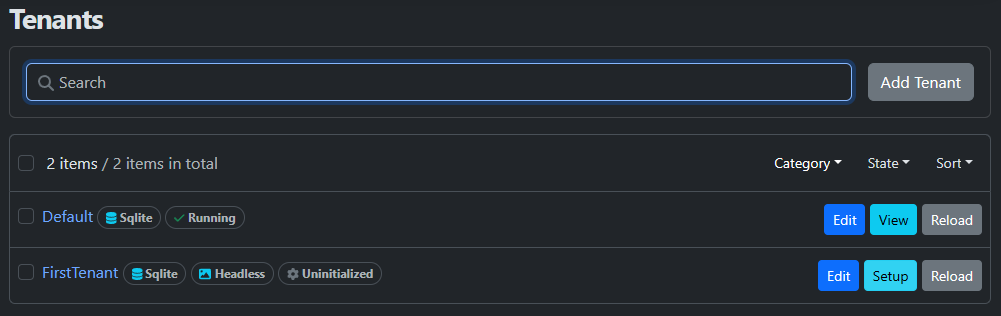 Tenants
Search Add Tenant
2 items / 2 items in total Category State Sort
Default Sqlite Running Edit View Reload
FirstTenant Sqlite Headless Uninitialized Edit Setup Reload